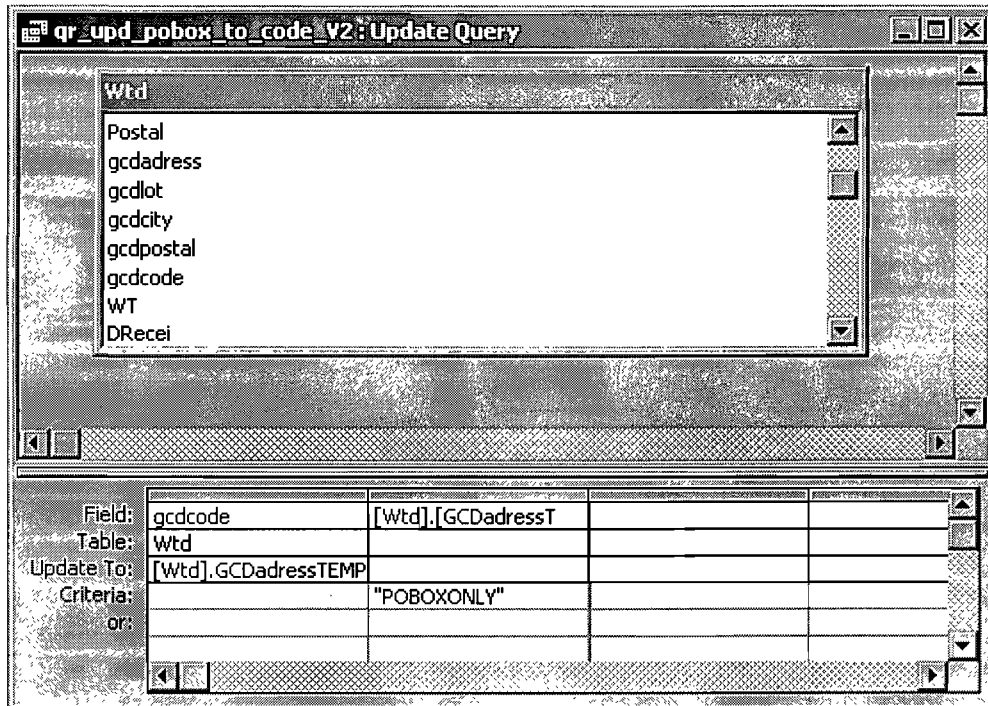 qr_upd_pobox_to_code_V2 : Update Query
Wtd
Postal
gcdadress
gcdlot
gcdcity
gcdpostal
gcdcode
WT
DRecei
Field: gcdcode [Wtd].[GCDadressT
Table: Wtd
Update To: [Wtd].GCDadressTEMP
Criteria: "POBOXONLY"
or: